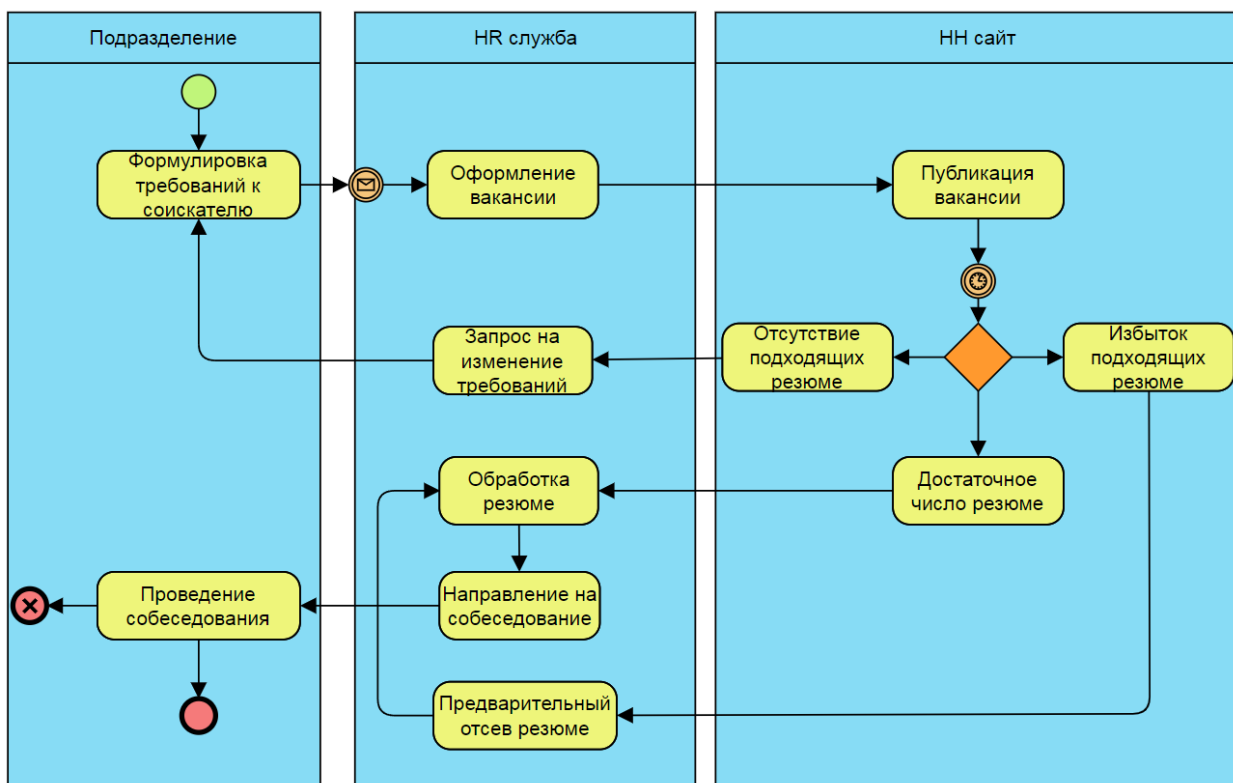 Подразделение
HR служба
HH сайт
Формулировка
требований к
соискателю
Оформление
вакансии
Публикация
вакансии
Запрос на
изменение
требований
Отсутствие
подходящих
резюме
Избыток
подходящих
резюме
Обработка
резюме
Достаточное
число резюме
Проведение
собеседования
Направление на
собеседование
Предварительный
отсев резюме